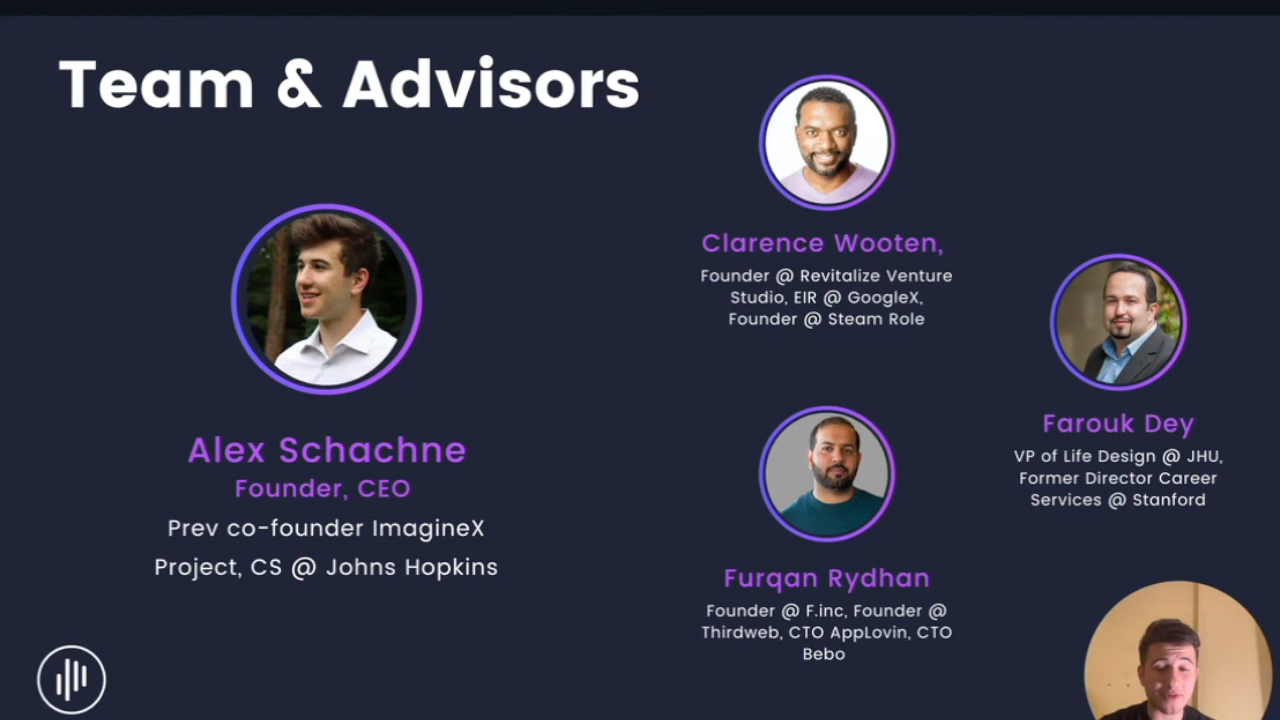 Team & Advisors
Alex Schachne
Founder, CEO
Prev co-founder ImagineX
Project, CS @ Johns Hopkins
Clarence Wooten,
Founder @ Revitalize Venture
Studio, EIR @ GoogleX,
Founder @ Steam Role
Farouk Dey
VP of Life Design @ JHU,
Former Director Career
Services @ Stanford
Furqan Rydhan
Founder @ F.inc, Founder @
Thirdweb, CTO AppLovin, CTO
Bebo